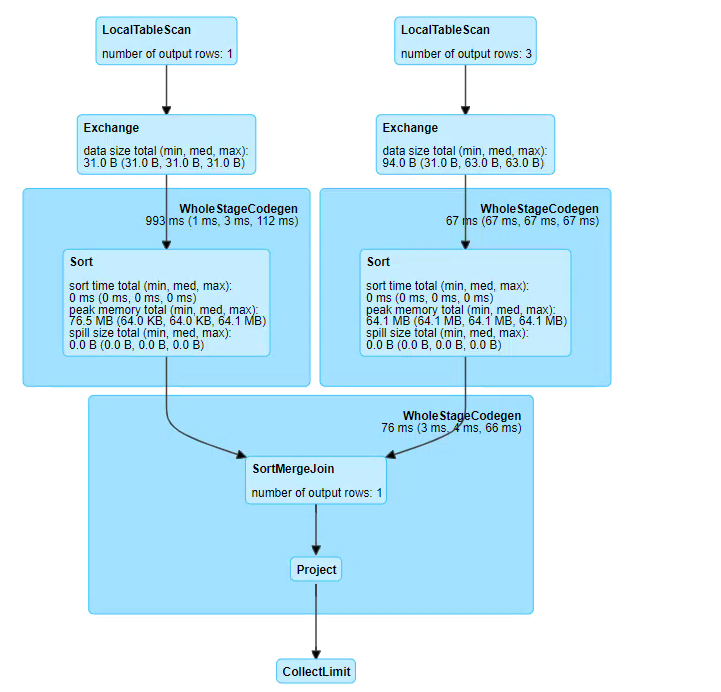 LocalTableScan
number of output rows: 1
LocalTableScan
number of output rows: 3
Exchange
data size total (min, med, max):
31.0 B (31.0 B, 31.0 B, 31.0 B)
Exchange
data size total (min, med, max):
94.0 B (31.0 B, 63.0 B, 63.0 B)
WholeStageCodegen
993 ms (1 ms, 3 ms, 112 ms)
WholeStageCodegen
67 ms (67 ms, 67 ms, 67 ms)
Sort
sort time total (min, med, max):
0 ms (0 ms, 0 ms, 0 ms)
peak memory total (min, med, max):
76.5 MB (64.0 KB, 64.0 KB, 64.1 MB)
spill size total (min, med, max):
0.0 B (0.0 B, 0.0 B, 0.0 B)
Sort
sort time total (min, med, max):
0 ms (0 ms, 0 ms, 0 ms)
peak memory total (min, med, max):
64.1 MB (64.1 MB, 64.1 MB, 64.1 MB)
spill size total (min, med, max):
0.0 B (0.0 B, 0.0 B, 0.0 B)
WholeStageCodegen
76 ms (3 ms, 4 ms, 66 ms)
SortMergeJoin
number of output rows: 1
Project
CollectLimit